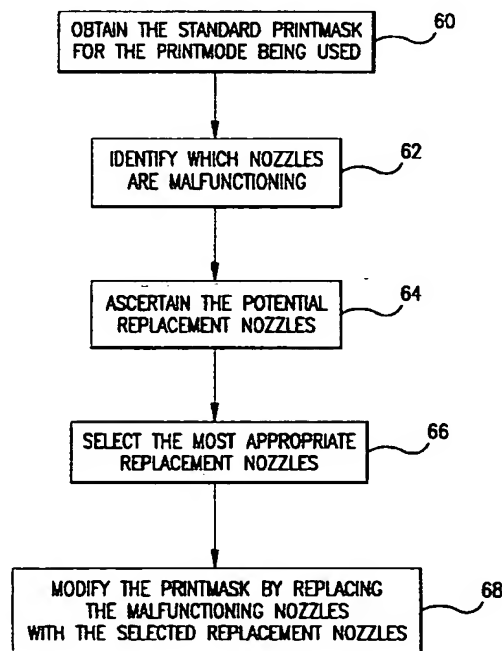 OBTAIN THE STANDARD PRINTMASK
FOR THE PRINTMODE BEING USED
60
IDENTIFY WHICH NOZZLES
ARE MALFUNCTIONING
62
ASCERTAIN THE POTENTIAL
REPLACEMENT NOZZLES
64
SELECT THE MOST APPROPRIATE
REPLACEMENT NOZZLES
66
MODIFY THE PRINTMASK BY REPLACING
THE MALFUNCTIONING NOZZLES
WITH THE SELECTED REPLACEMENT NOZZLES
68